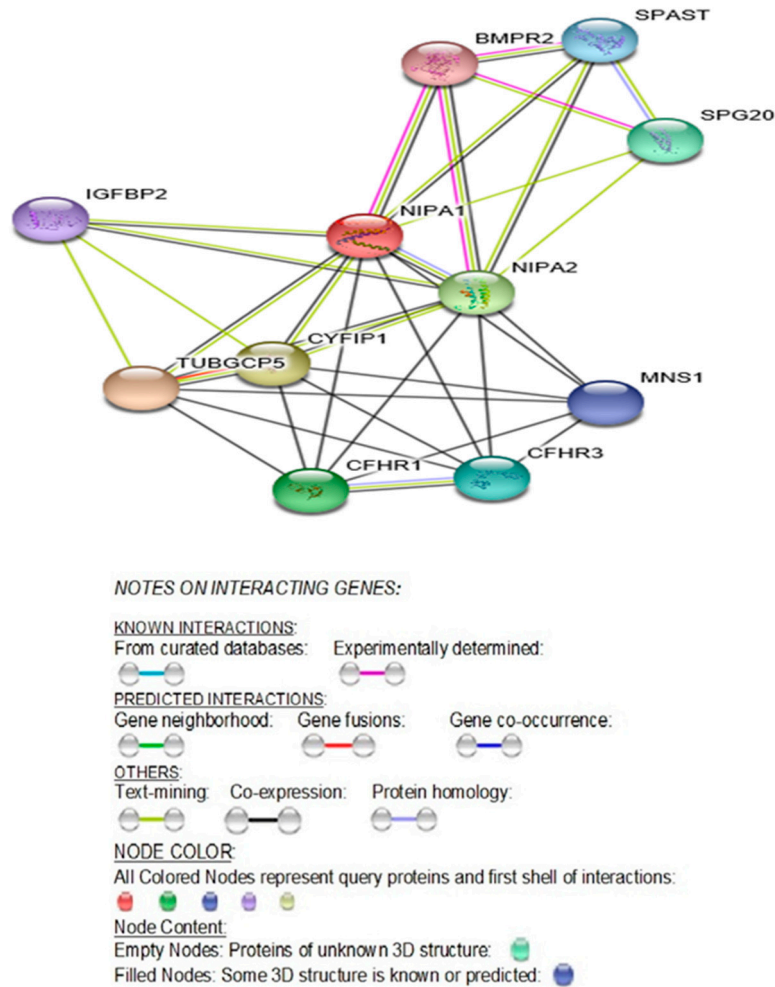 SPAST
BMPR2
SPG20
IGFBP2
NIPA1
NIPA2
CYFIP1
TUBGCP5
MNS1
CFHR3
CFHR1
NOTES ON INTERACTING GENES:
KNOWN INTERACTIONS:
From curated databases: Experimentally determined:
PREDICTED INTERACTIONS:
Gene neighborhood: Gene fusions: Gene co-occurrence:
OTHERS:
Text-mining: Co-expression: Protein homology:
NODE COLOR:
All Colored Nodes represent query proteins and first shell of interactions:
Node Content:
Empty Nodes: Proteins of unknown 3D structure:
Filled Nodes: Some 3D structure is known or predicted: